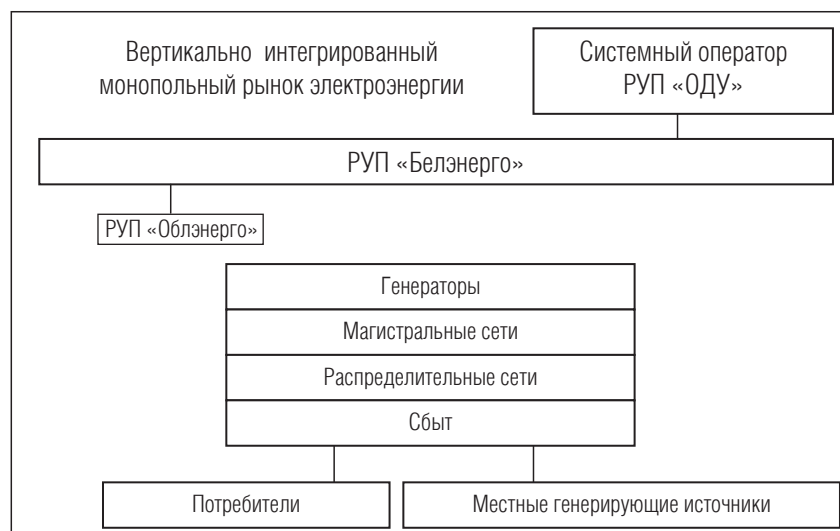 Вертикально интегрированный
монопольный рынок электроэнергии
Системный оператор
РУП «ОДУ»
РУП «Белэнерго»
РУП «Облэнерго»
Генераторы
Магистральные сети
Распределительные сети
Сбыт
Потребители
Местные генерирующие источники